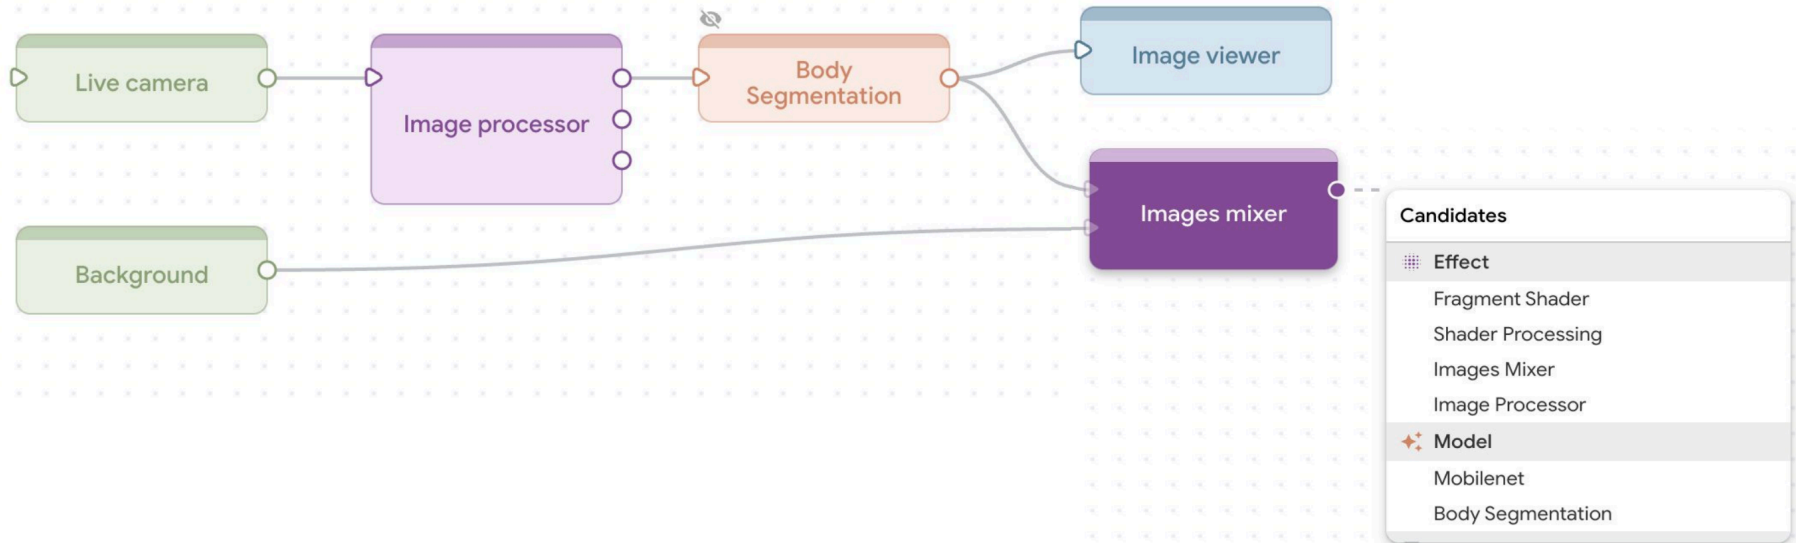 Live camera
Image processor
Body
Segmentation
Image viewer
Background
Images mixer
Candidates
Effect
Fragment Shader
Shader Processing
Images Mixer
Image Processor
Model
Mobilenet
Body Segmentation